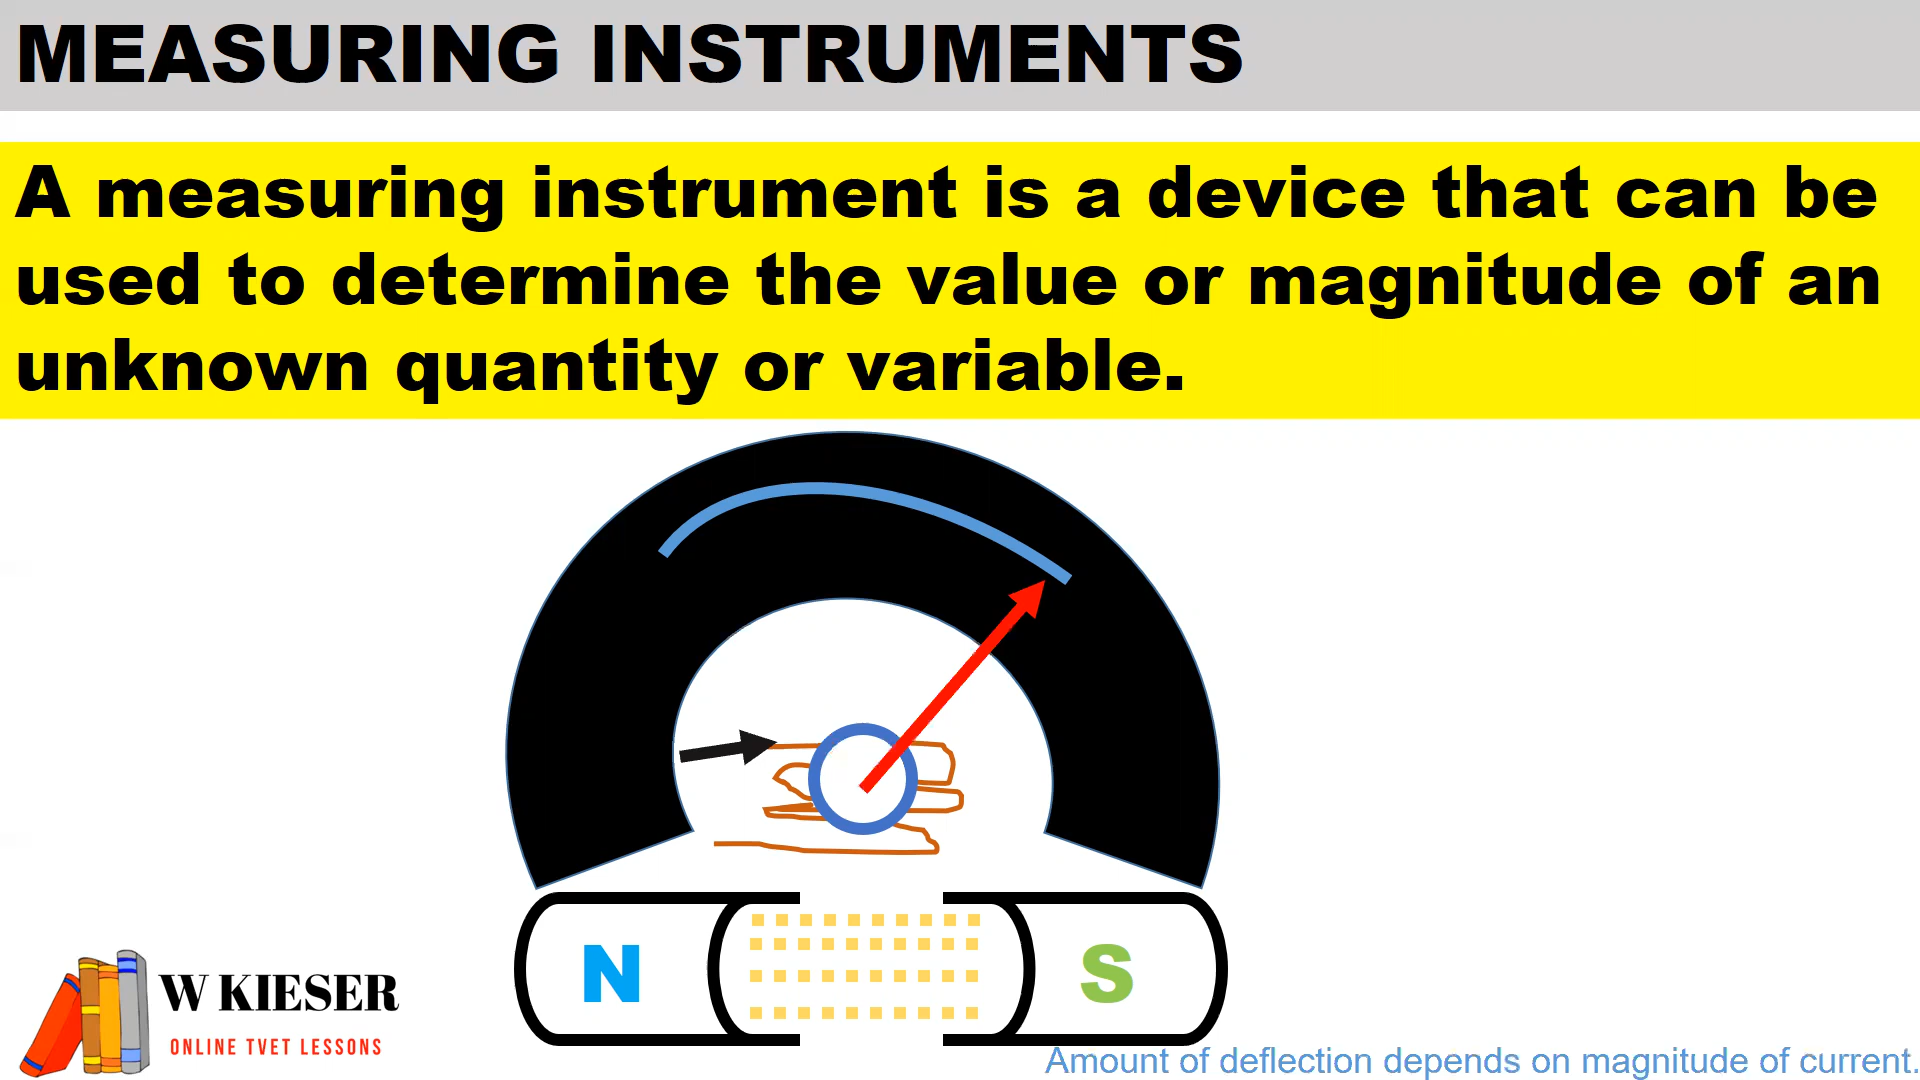 MEASURING INSTRUMENTS
A measuring instrument is a device that can be
used to determine the value or magnitude of an
unknown quantity or variable.
N
S
W KIESER
ONLINE TVET LESSONS
Amount of deflection depends on magnitude of current.